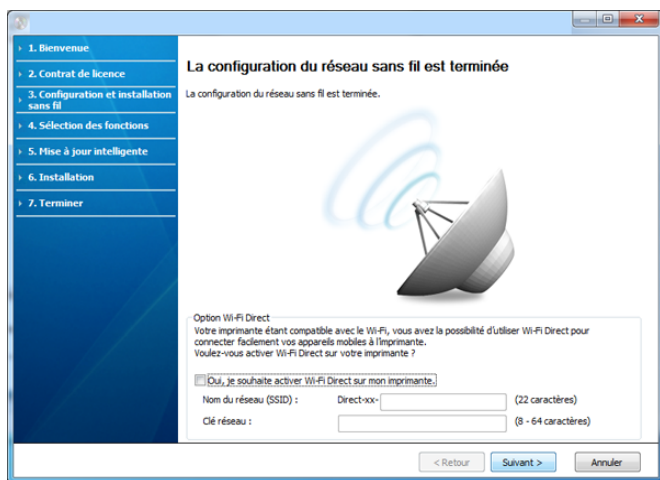 1. Bienvenue
2. Contrat de licence
3. Configuration et installation
sans fil
4. Sélection des fonctions
5. Mise à jour intelligente
6. Installation
7. Terminer
La configuration du réseau sans fil est terminée
La configuration du réseau sans fil est terminée.
Option Wi-Fi Direct
Votre imprimante étant compatible avec le Wi-Fi, vous avez la possibilité d'utiliser Wi-Fi Direct pour
connecter facilement vos appareils mobiles à l'imprimante.
Voulez-vous activer Wi-Fi Direct sur votre imprimante ?
Oui, je souhaite activer Wi-Fi Direct sur mon imprimante.
Nom du réseau (SSID) : Direct-xx- (22 caractères)
Clé réseau : (8 - 64 caractères)
< Retour Suivant > Annuler